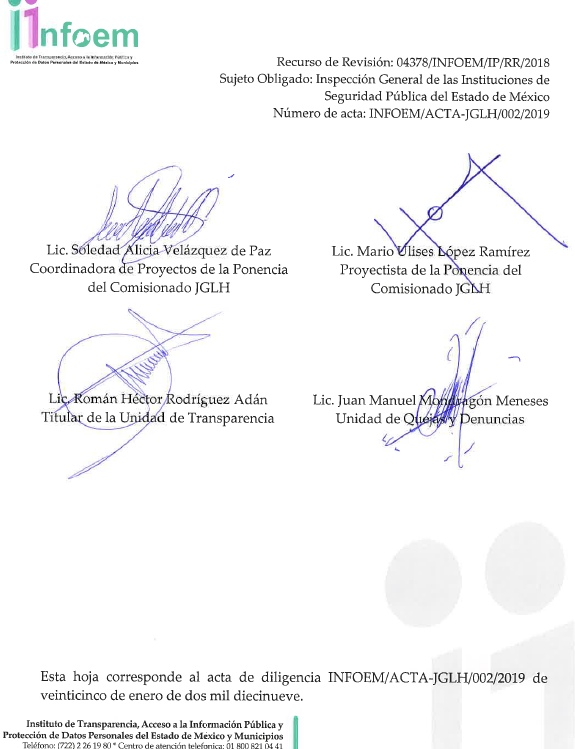 infoem
Instituto de Transparencia, Acceso a la Información Pública y
Protección de Datos Personales del Estado de México y Municipios
Recurso de Revisión: 04378/INFOEM/IP/RR/2018
Sujeto Obligado: Inspección General de las Instituciones de
Seguridad Pública del Estado de México
Número de acta: INFOEM/ACTA-JGLH/002/2019
Lic. Soledad Alicia Velázquez de Paz
Coordinadora de Proyectos de la Ponencia
del Comisionado JGLH
Lic. Mario Ulises López Ramírez
Proyectista de la Ponencia del
Comisionado JGLH
Lic. Román Héctor Rodríguez Adán
Titular de la Unidad de Transparencia
Lic. Juan Manuel Mondragón Meneses
Unidad de Quejas y Denuncias
Esta hoja corresponde al acta de diligencia INFOEM/ACTA-JGLH/002/2019 de
veinticinco de enero de dos mil diecinueve.
Instituto de Transparencia, Acceso a la Información Pública y
Protección de Datos Personales del Estado de México y Municipios
Teléfono: (722) 2 26 19 80 * Centro de atención telefonica: 01 800 821 04 41